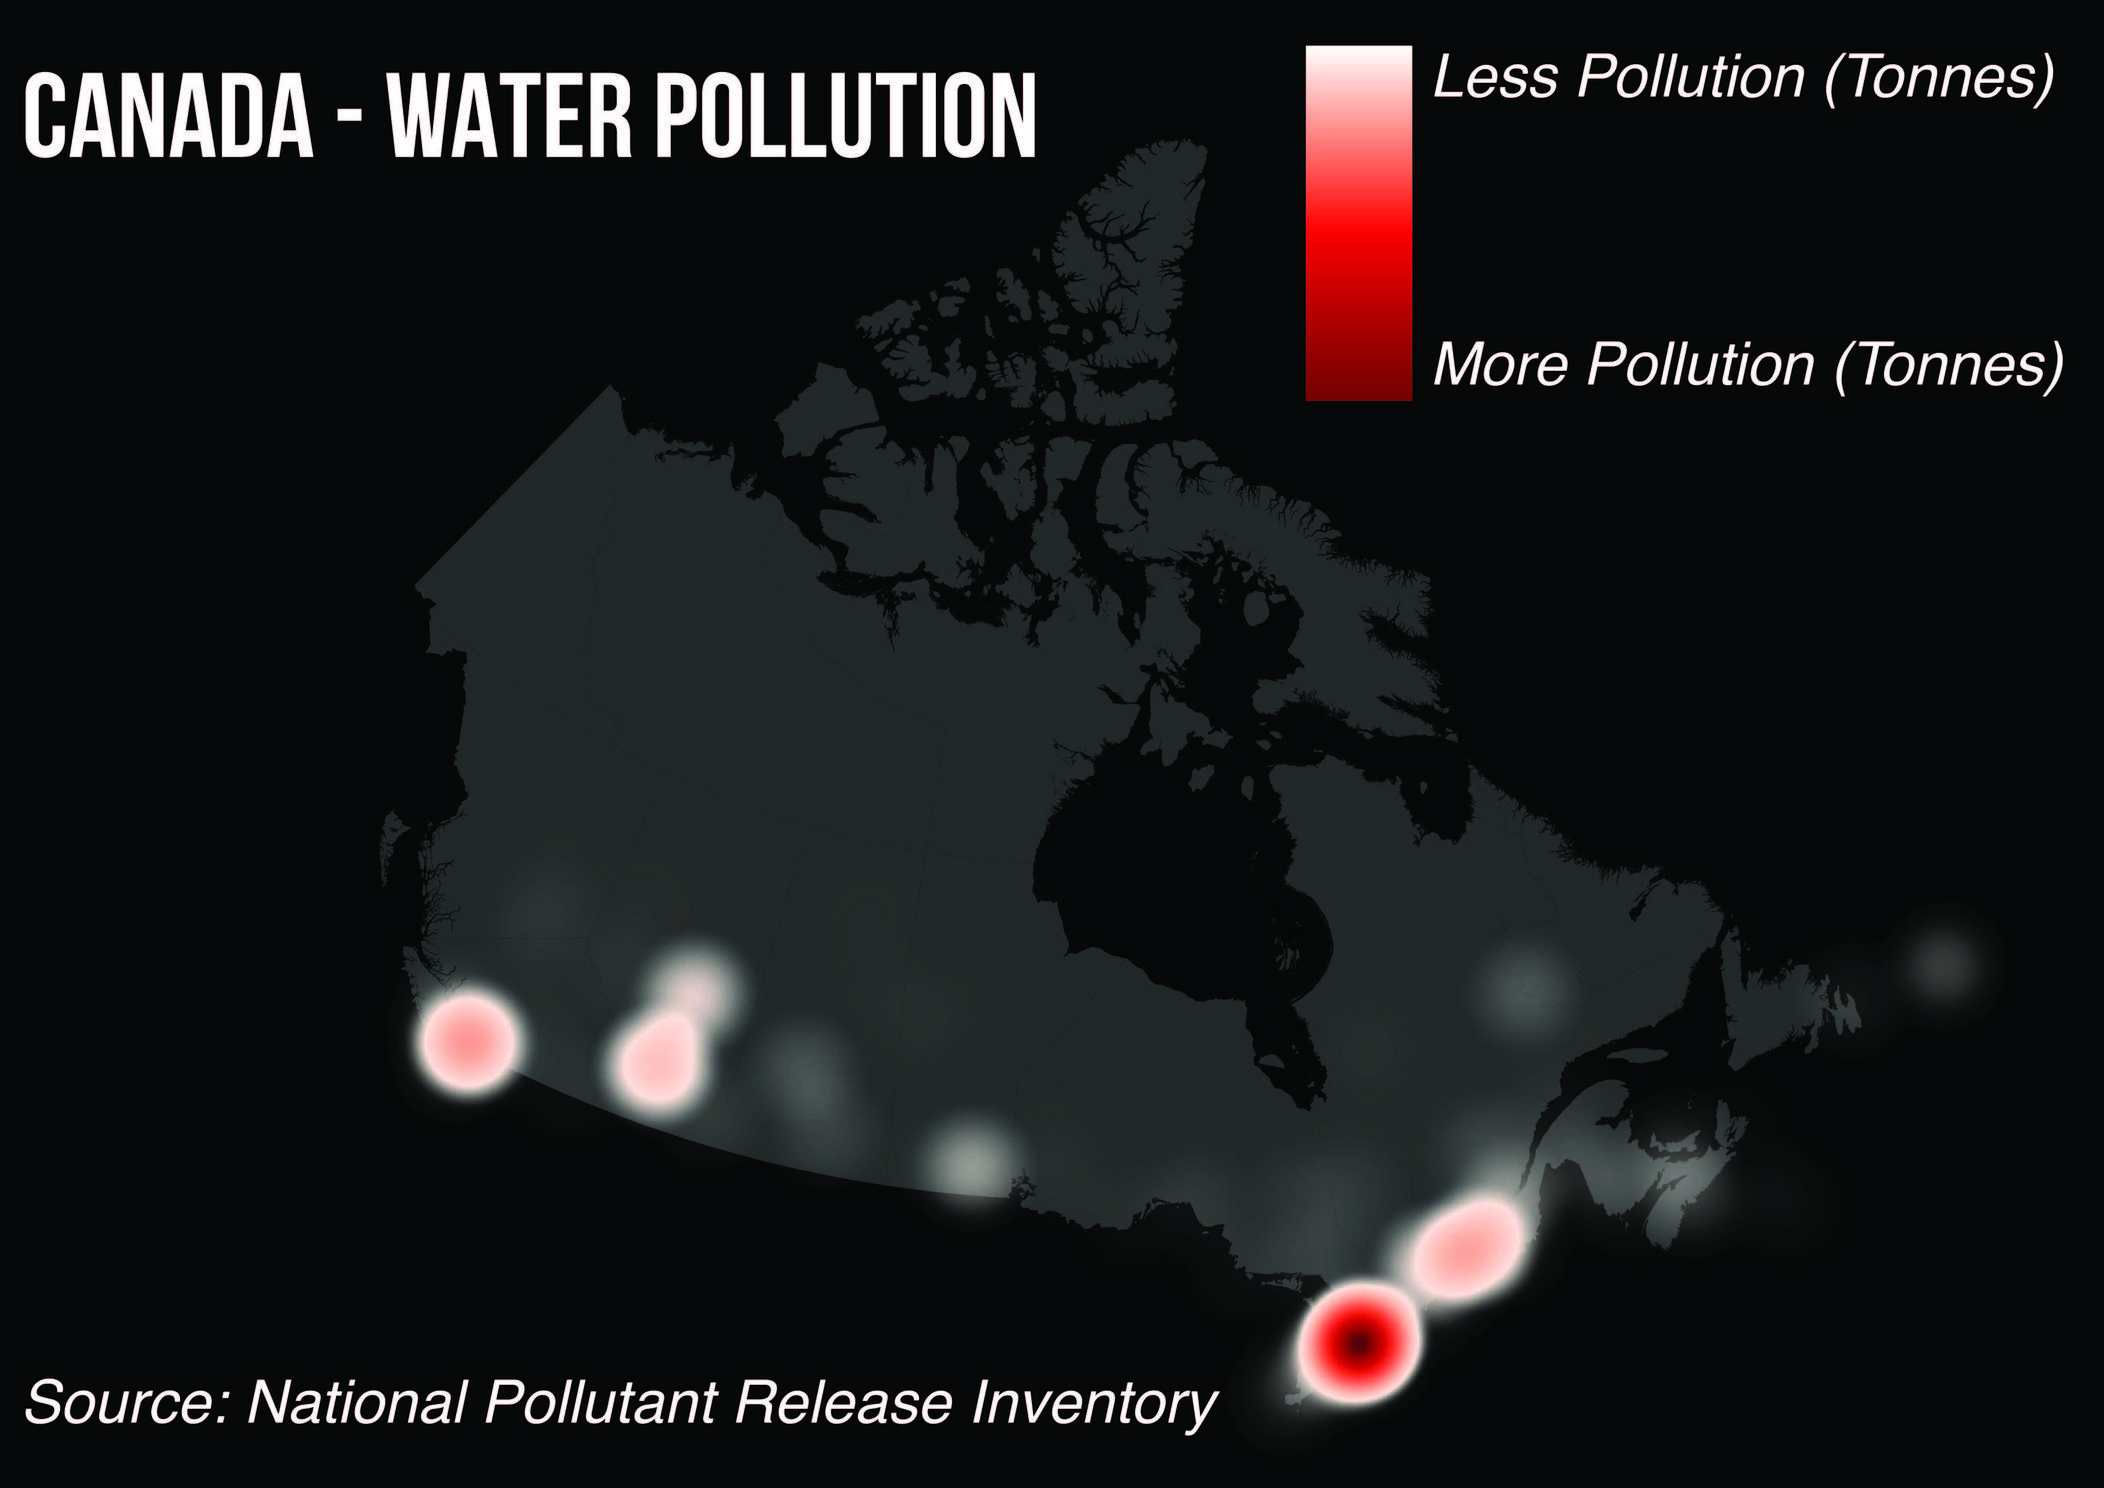 CANADA - WATER POLLUTION
Less Pollution (Tonnes)
More Pollution (Tonnes)
Source: National Pollutant Release Inventory